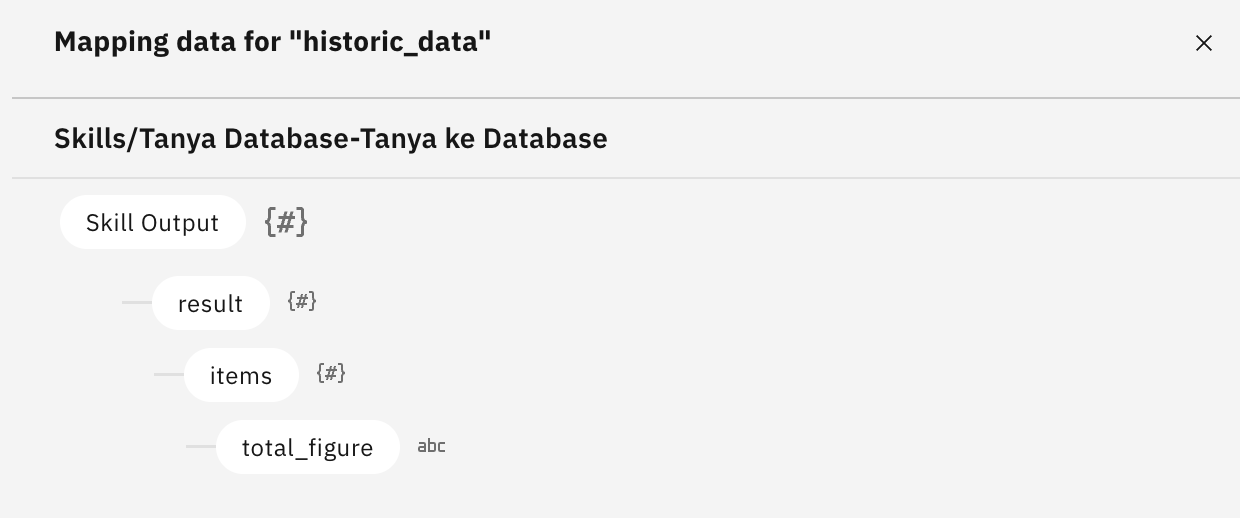 Mapping data for "historic_data"
Skills/Tanya Database-Tanya ke Database
Skill Output {#}
result {#}
items {#}
total_figure abc